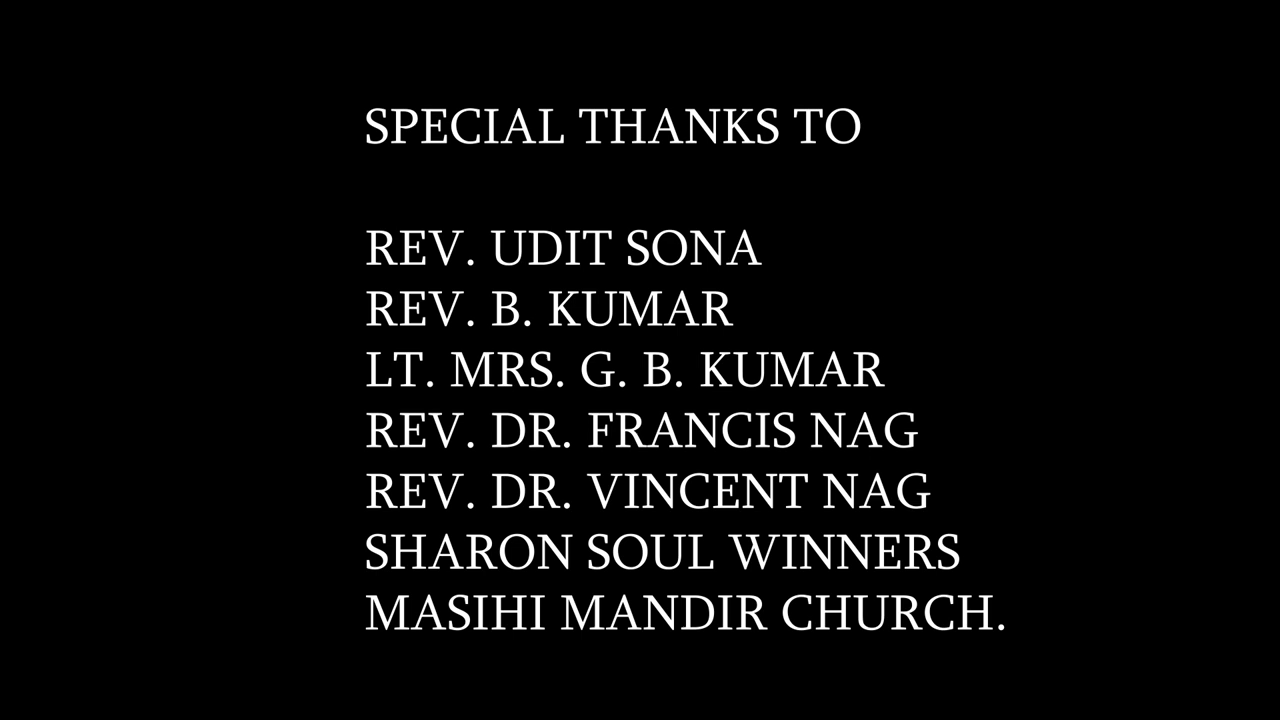 SPECIAL THANKS TO
REV. UDIT SONA
REV. B. KUMAR
LT. MRS. G. B. KUMAR
REV. DR. FRANCIS NAG
REV. DR. VINCENT NAG
SHARON SOUL WINNERS
MASIHI MANDIR CHURCH.